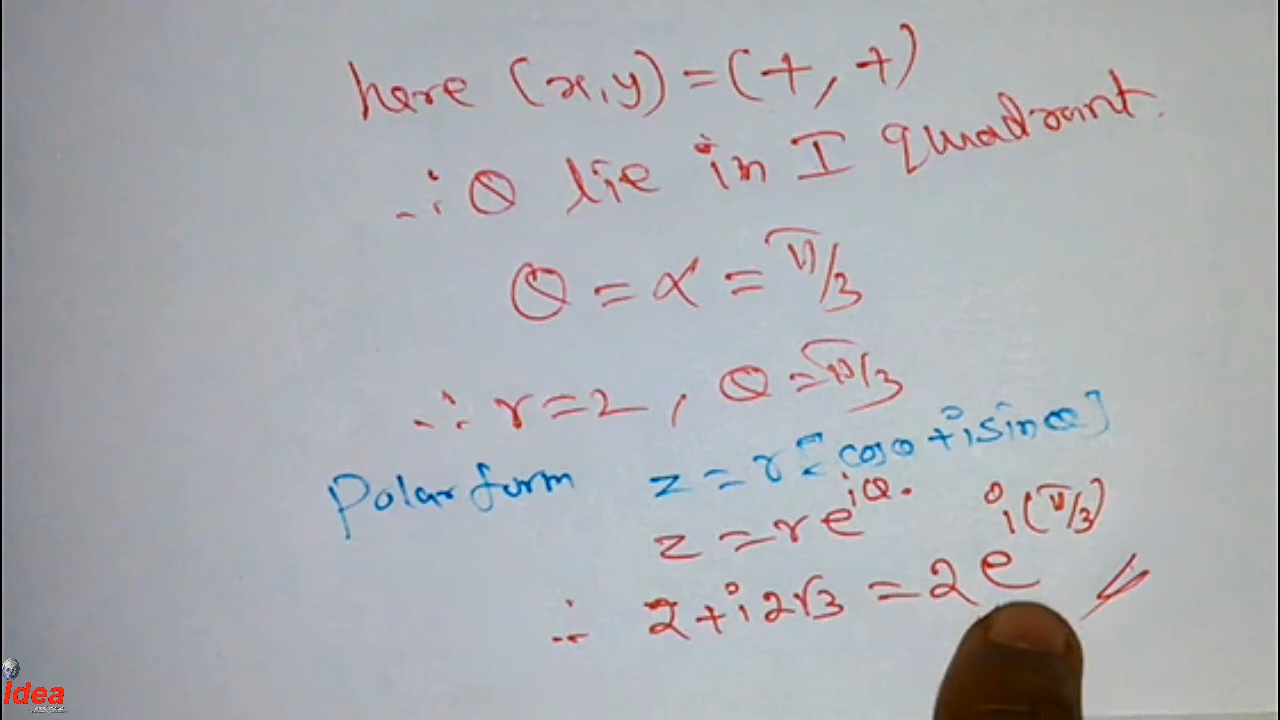 here (x,y) = (+, +)
∴ θ lie in I quadrant.
θ = α = π/3
∴ r = 2, θ = π/3
Polar form z = r[cosθ + i sinθ]
z = re^{iθ}.
∴ 2 + i2√3 = 2e^{i(π/3)}
Idea